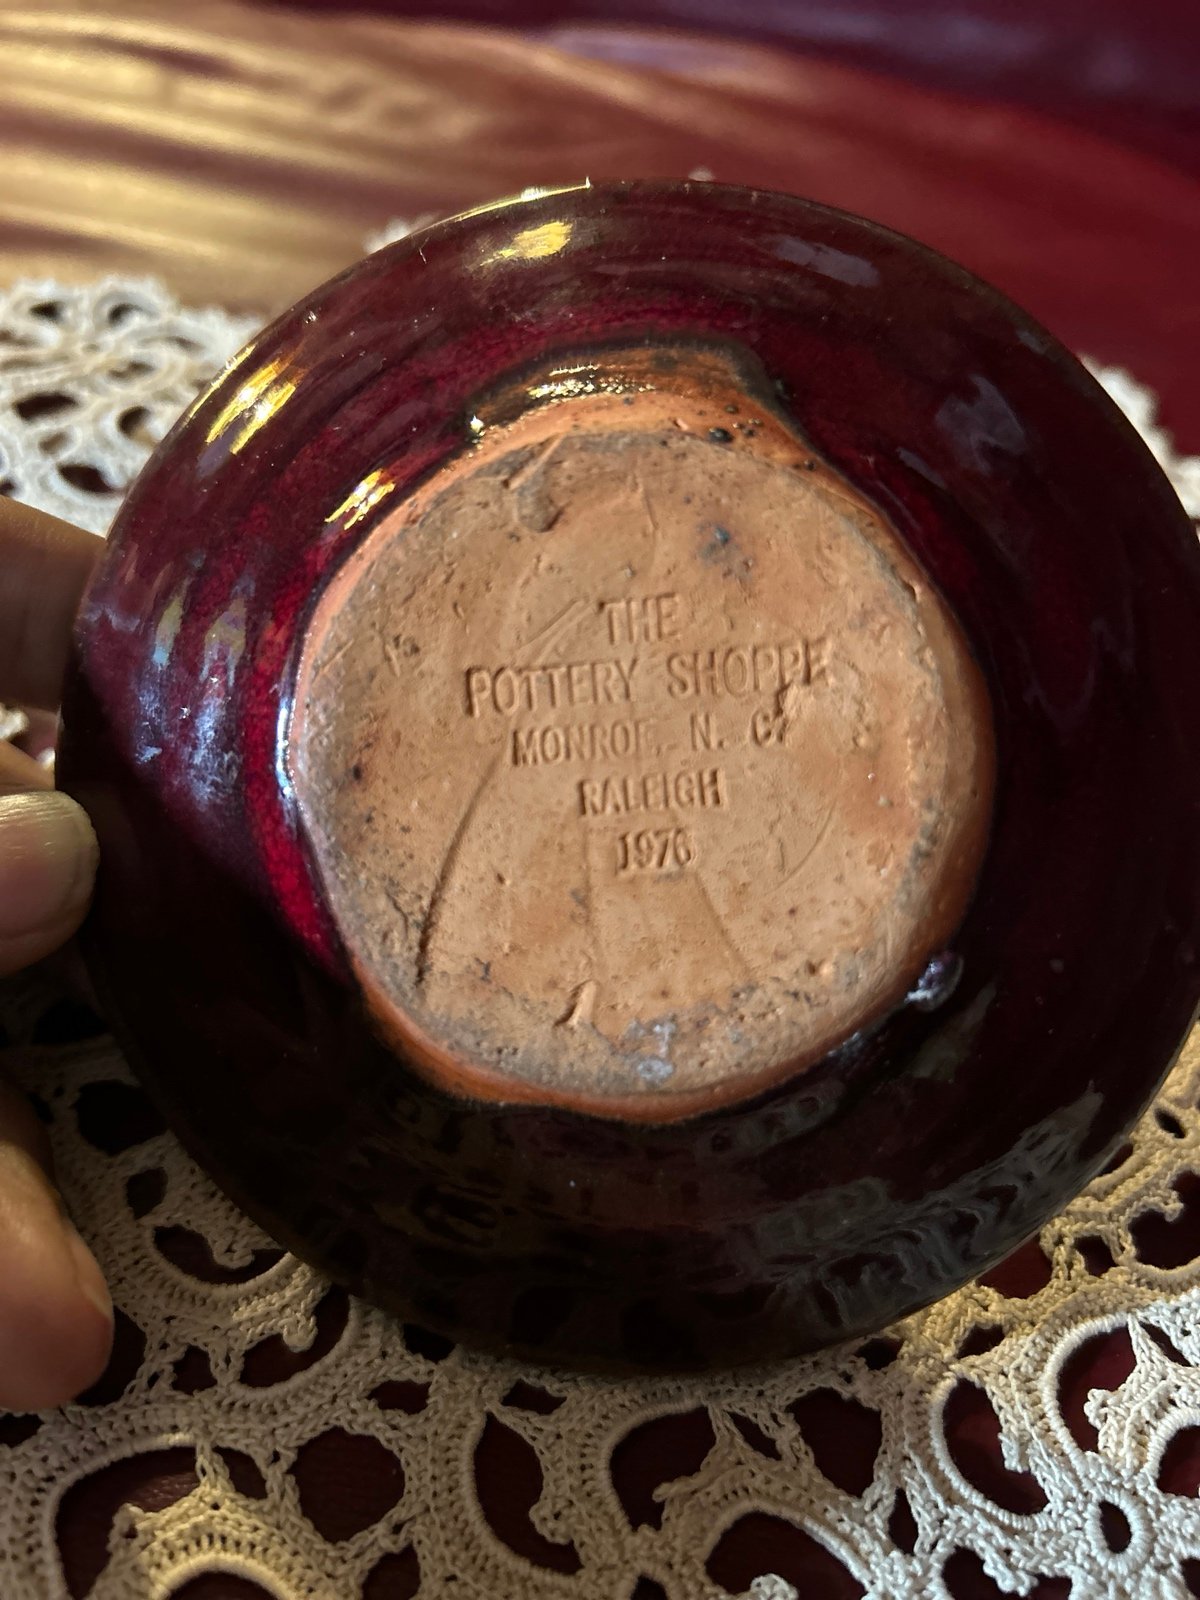 THE
POTTERY SHOPPE
MONROE, N. C.
RALEIGH
1976